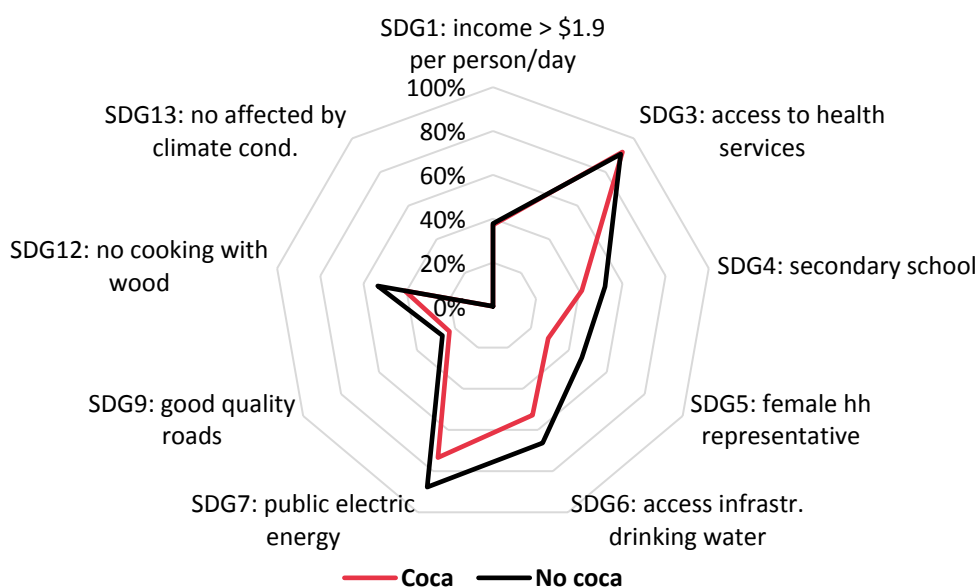 SDG1: income > $1.9
per person/day
100%
80%
60%
40%
20%
0%
SDG3: access to health
services
SDG4: secondary school
SDG5: female hh
representative
SDG6: access infrastr.
drinking water
SDG7: public electric
energy
SDG9: good quality
roads
SDG12: no cooking with
wood
SDG13: no affected by
climate cond.
Coca
No coca